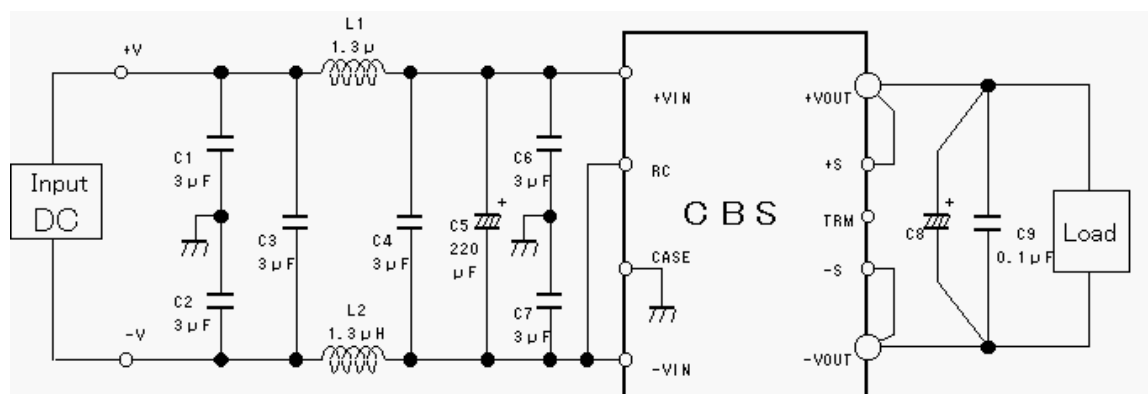 L1
1.3μ
+V
-V
Input
DC
C1
3μF
C2
3μF
C3
3μF
C4
3μF
C5
220
μF
+
C6
3μF
C7
3μF
L2
1.3μH
+VIN
RC
CASE
-VIN
CBS
+VOUT
+S
TRM
-S
-VOUT
+
C8
C9
0.1μF
Load